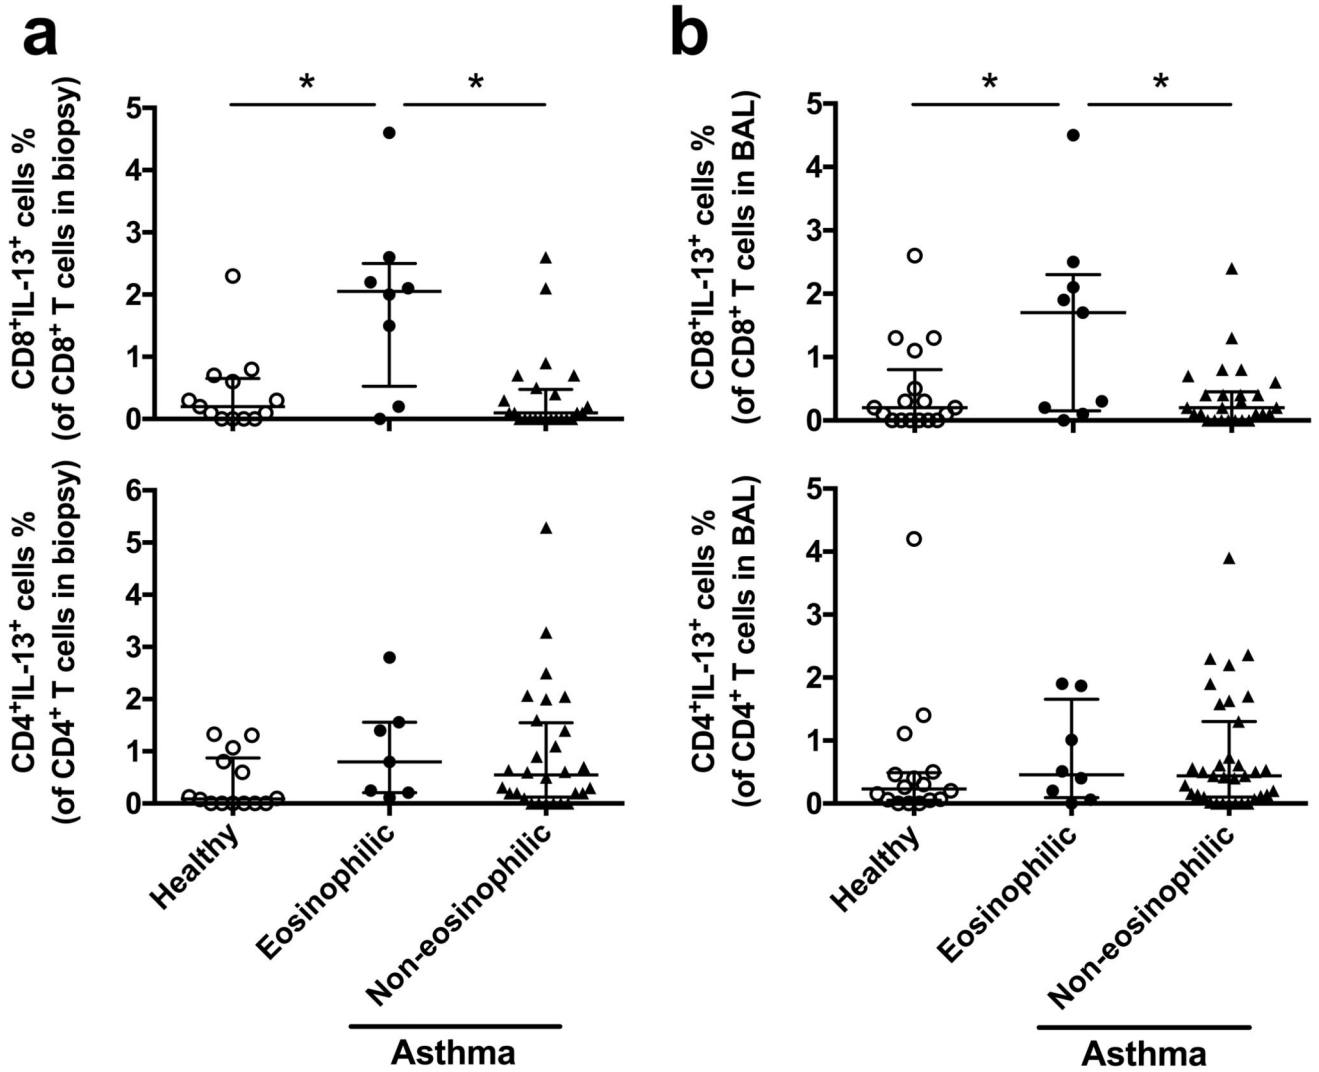 a
b
* *
* *
CD8⁺IL-13⁺ cells %
(of CD8⁺ T cells in biopsy)
5
4
3
2
1
0
CD8⁺IL-13⁺ cells %
(of CD8⁺ T cells in BAL)
5
4
3
2
1
0
CD4⁺IL-13⁺ cells %
(of CD4⁺ T cells in biopsy)
6
5
4
3
2
1
0
CD4⁺IL-13⁺ cells %
(of CD4⁺ T cells in BAL)
5
4
3
2
1
0
Healthy
Eosinophilic
Non-eosinophilic
Asthma
Healthy
Eosinophilic
Non-eosinophilic
Asthma